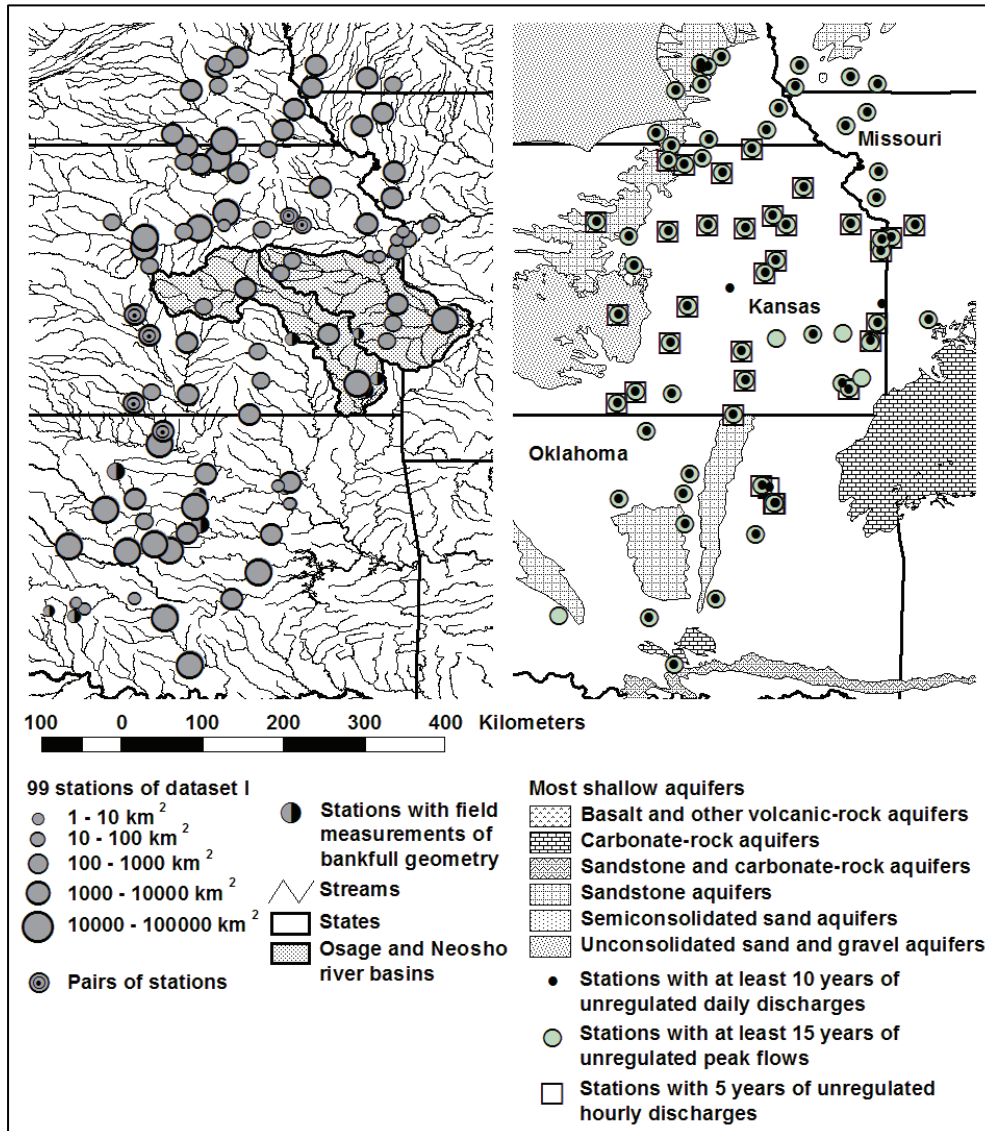 Missouri
Kansas
Oklahoma
100 0 100 200 300 400 Kilometers
99 stations of dataset I
1 - 10 km 2
10 - 100 km 2
100 - 1000 km 2
1000 - 10000 km 2
10000 - 100000 km 2
Pairs of stations
Stations with field
measurements of
bankfull geometry
Streams
States
Osage and Neosho
river basins
Most shallow aquifers
Basalt and other volcanic-rock aquifers
Carbonate-rock aquifers
Sandstone and carbonate-rock aquifers
Sandstone aquifers
Semiconsolidated sand aquifers
Unconsolidated sand and gravel aquifers
Stations with at least 10 years of
unregulated daily discharges
Stations with at least 15 years of
unregulated peak flows
Stations with 5 years of unregulated
hourly discharges